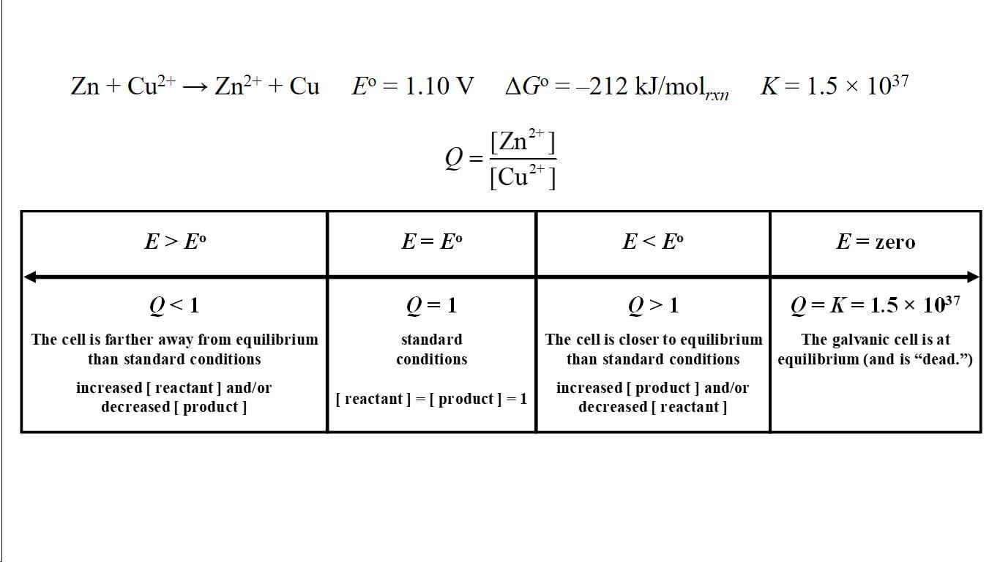 Zn + Cu²⁺ → Zn²⁺ + Cu E° = 1.10 V ΔG° = –212 kJ/molᵣₓₙ K = 1.5 × 10³⁷
Q = [Zn²⁺] / [Cu²⁺]
E > E° E = E° E < E° E = zero
Q < 1 Q = 1 Q > 1 Q = K = 1.5 × 10³⁷
The cell is farther away from equilibrium
than standard conditions
increased [ reactant ] and/or
decreased [ product ]
standard
conditions
[ reactant ] = [ product ] = 1
The cell is closer to equilibrium
than standard conditions
increased [ product ] and/or
decreased [ reactant ]
The galvanic cell is at
equilibrium (and is “dead.”)